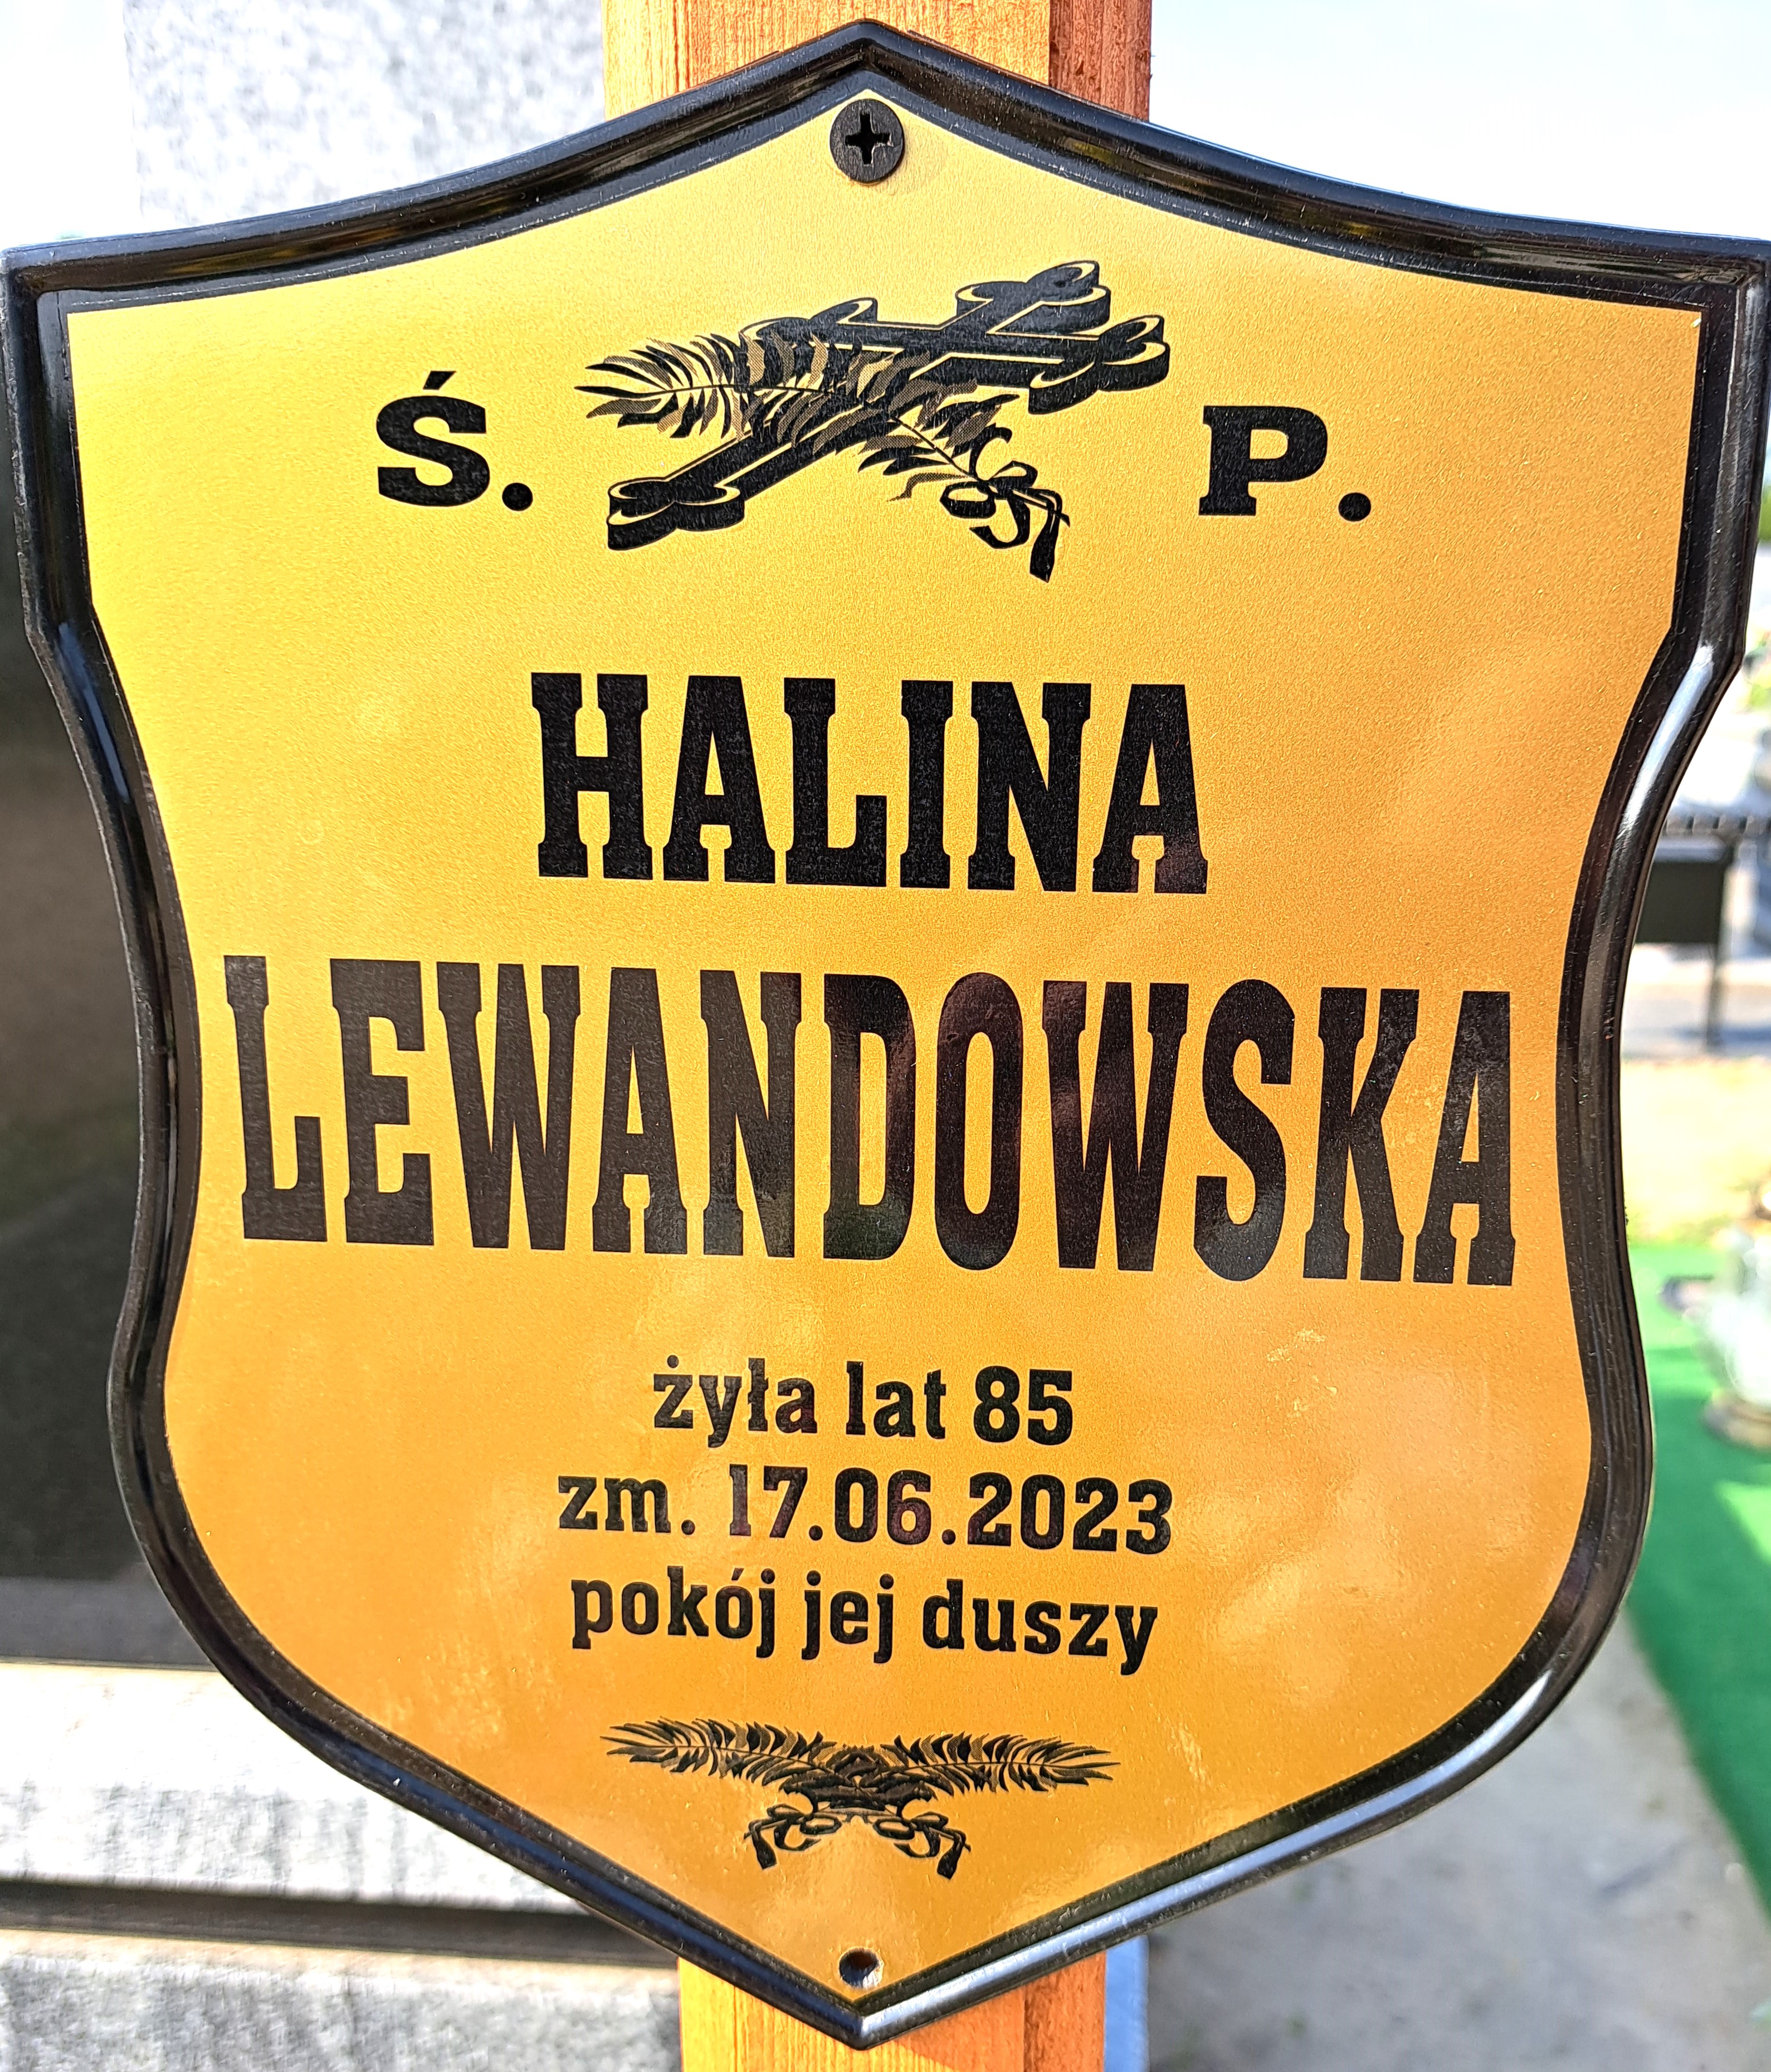 Ś. P.
HALINA
LEWANDOWSKA
żyła lat 85
zm. 17.06.2023
pokój jej duszy